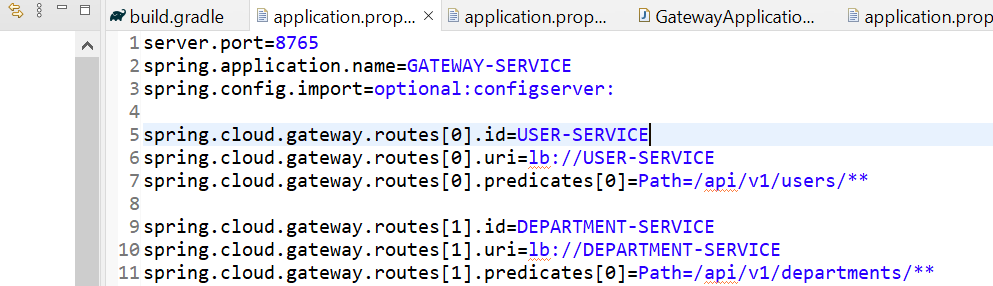 build.gradle
application.prop...
application.prop...
GatewayApplicatio...
application.prop
1 server.port=8765
2 spring.application.name=GATEWAY-SERVICE
3 spring.config.import=optional:configserver:
4
5 spring.cloud.gateway.routes[0].id=USER-SERVICE
6 spring.cloud.gateway.routes[0].uri=lb://USER-SERVICE
7 spring.cloud.gateway.routes[0].predicates[0]=Path=/api/v1/users/**
8
9 spring.cloud.gateway.routes[1].id=DEPARTMENT-SERVICE
10 spring.cloud.gateway.routes[1].uri=lb://DEPARTMENT-SERVICE
11 spring.cloud.gateway.routes[1].predicates[0]=Path=/api/v1/departments/**